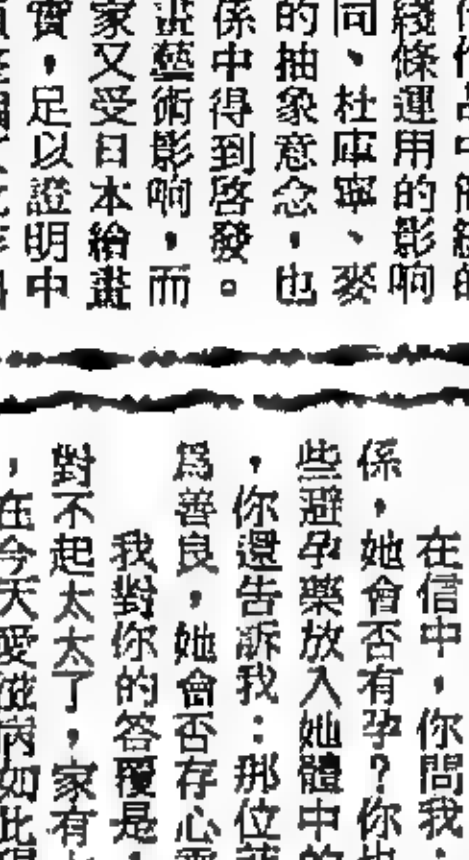 綫條運用的影响
同、杜庫寧、麥
的抽象意念，也
係中得到啓發。
畫藝術影响，而
家又受日本繪畫
實，足以證明中
在信中，你問我
係，她會否有孕？你
些避孕藥放入她體中的
，你還告訴我：那位
爲善良，她會否存心
我對你的答覆是
對不起太太了，家有
，在今天愛滋病如此